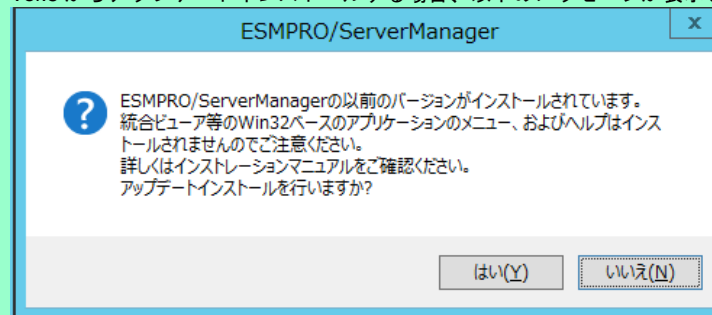 ESMPRO/ServerManager
x
ESMPRO/ServerManagerの以前のバージョンがインストールされています。
統合ビューア等のWin32ベースのアプリケーションのメニュー、およびヘルプはインス
トールされませんのでご注意ください。
詳しくはインストレーションマニュアルをご確認ください。
アップデートインストールを行いますか?
はい(Y)
いいえ(N)